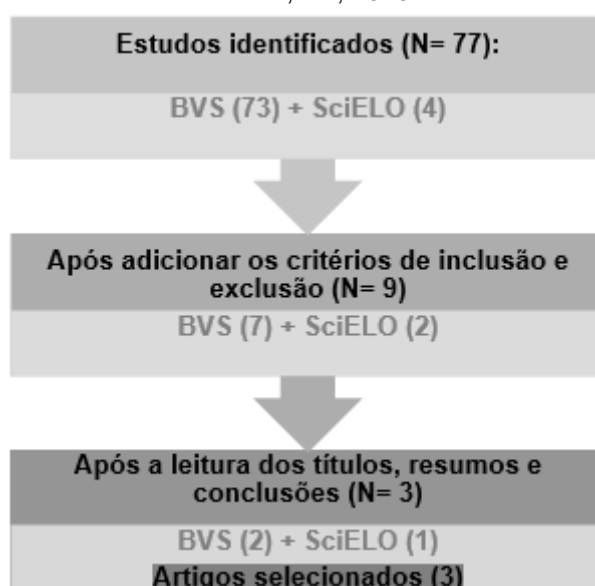 Estudos identificados (N= 77):
BVS (73) + SciELO (4)
Após adicionar os critérios de inclusão e
exclusão (N= 9)
BVS (7) + SciELO (2)
Após a leitura dos títulos, resumos e
conclusões (N= 3)
BVS (2) + SciELO (1)
Artigos selecionados (3)